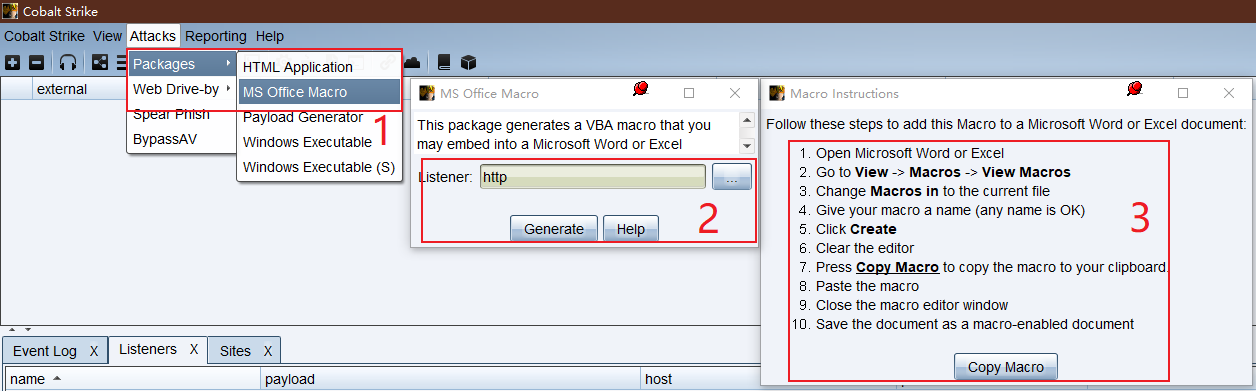 Cobalt Strike
Cobalt Strike View Attacks Reporting Help
Packages
Web Drive-by
Spear Phish
BypassAV
HTML Application
MS Office Macro
Payload Generator
Windows Executable
Windows Executable (S)
1
external
MS Office Macro
This package generates a VBA macro that you
may embed into a Microsoft Word or Excel
Listener: http ...
Generate Help
2
Macro Instructions
Follow these steps to add this Macro to a Microsoft Word or Excel document:
1. Open Microsoft Word or Excel
2. Go to View -> Macros -> View Macros
3. Change Macros in to the current file
4. Give your macro a name (any name is OK)
5. Click Create
6. Clear the editor
7. Press Copy Macro to copy the macro to your clipboard.
8. Paste the macro
9. Close the macro editor window
10. Save the document as a macro-enabled document
3
Copy Macro
Event Log X Listeners X Sites X
name payload host